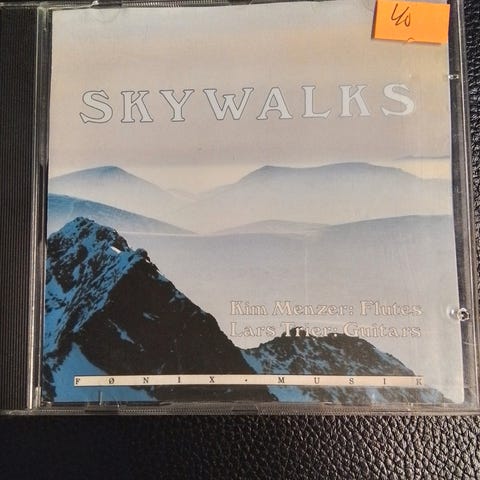 40
SKYWALKS
Kim Menzer: Flutes
Lars Trier: Guitars
FØNIX · MUSIK